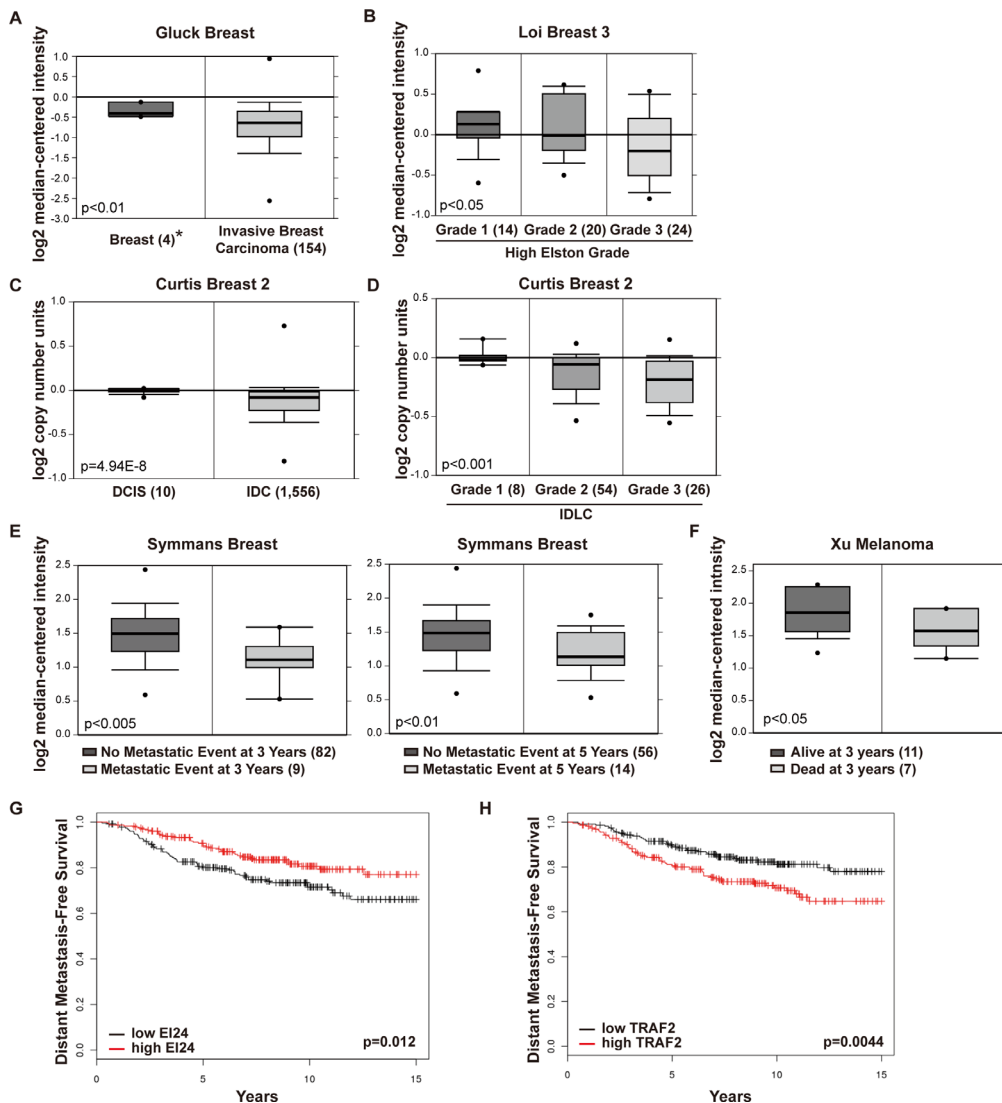 A
Gluck Breast
log2 median-centered intensity
1.0
0.5
0.0
-0.5
-1.0
-1.5
-2.0
-2.5
-3.0
p<0.01
Breast (4)*
Invasive Breast
Carcinoma (154)
B
Loi Breast 3
log2 median-centered intensity
1.0
0.5
0.0
-0.5
-1.0
p<0.05
Grade 1 (14) Grade 2 (20) Grade 3 (24)
High Elston Grade
C
Curtis Breast 2
log2 copy number units
1.0
0.5
0.0
-0.5
-1.0
p=4.94E-8
DCIS (10)
IDC (1,556)
D
Curtis Breast 2
log2 copy number units
0.5
0.0
-0.5
-1.0
p<0.001
Grade 1 (8) Grade 2 (54) Grade 3 (26)
IDLC
E
Symmans Breast
log2 median-centered intensity
2.5
2.0
1.5
1.0
0.5
0.0
p<0.005
No Metastatic Event at 3 Years (82)
Metastatic Event at 3 Years (9)
Symmans Breast
2.5
2.0
1.5
1.0
0.5
0.0
p<0.01
No Metastatic Event at 5 Years (56)
Metastatic Event at 5 Years (14)
F
Xu Melanoma
log2 median-centered intnsity
2.5
2.0
1.5
1.0
0.5
0.0
p<0.05
Alive at 3 years (11)
Dead at 3 years (7)
G
Distant Metastasis-Free Survival
1.0
0.8
0.6
0.4
0.2
0.0
low EI24
high EI24
p=0.012
0 5 10 15
Years
H
Distant Metastasis-Free Survival
1.0
0.8
0.6
0.4
0.2
0.0
low TRAF2
high TRAF2
p=0.0044
0 5 10 15
Years